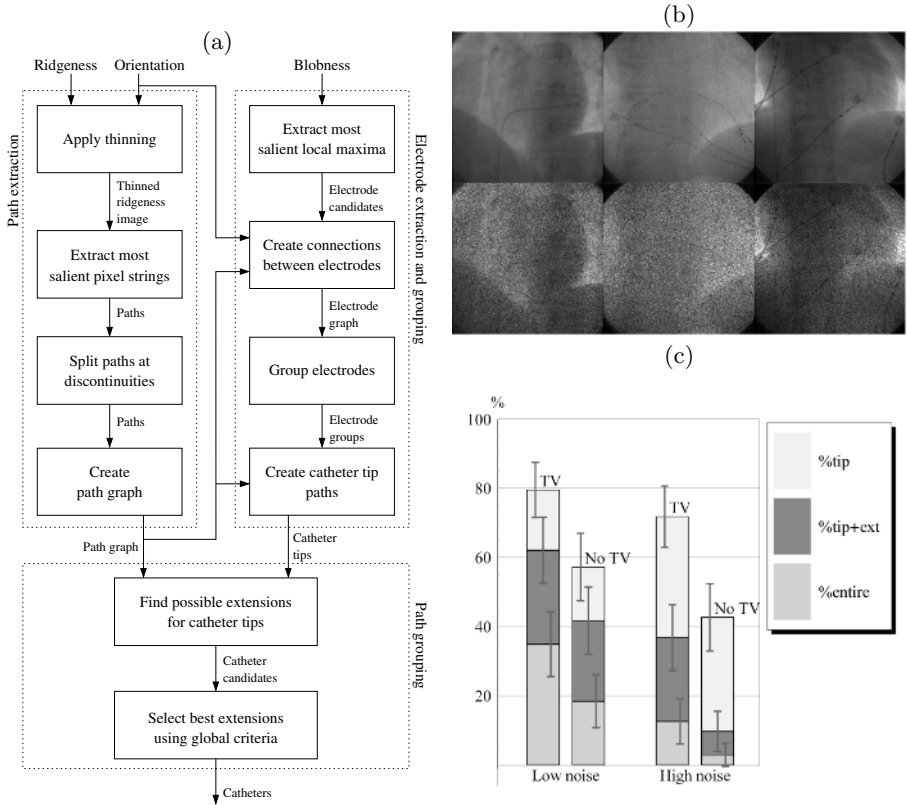 (a)
Ridgeness
Orientation
Blobness
Path extraction
Apply thinning
Thinned
ridgeness
image
Extract most
salient pixel strings
Paths
Split paths at
discontinuities
Paths
Create
path graph
Path graph
Extract most
salient local maxima
Electrode
candidates
Create connections
between electrodes
Electrode
graph
Group electrodes
Electrode
groups
Create catheter tip
paths
Catheter
tips
Electrode extraction and grouping
Find possible extensions
for catheter tips
Catheter
candidates
Select best extensions
using global criteria
Catheters
Path grouping
(b)
(c)
%
100
80
60
40
20
TV
No TV
TV
No TV
Low noise
High noise
%tip
%tip+ext
%entire